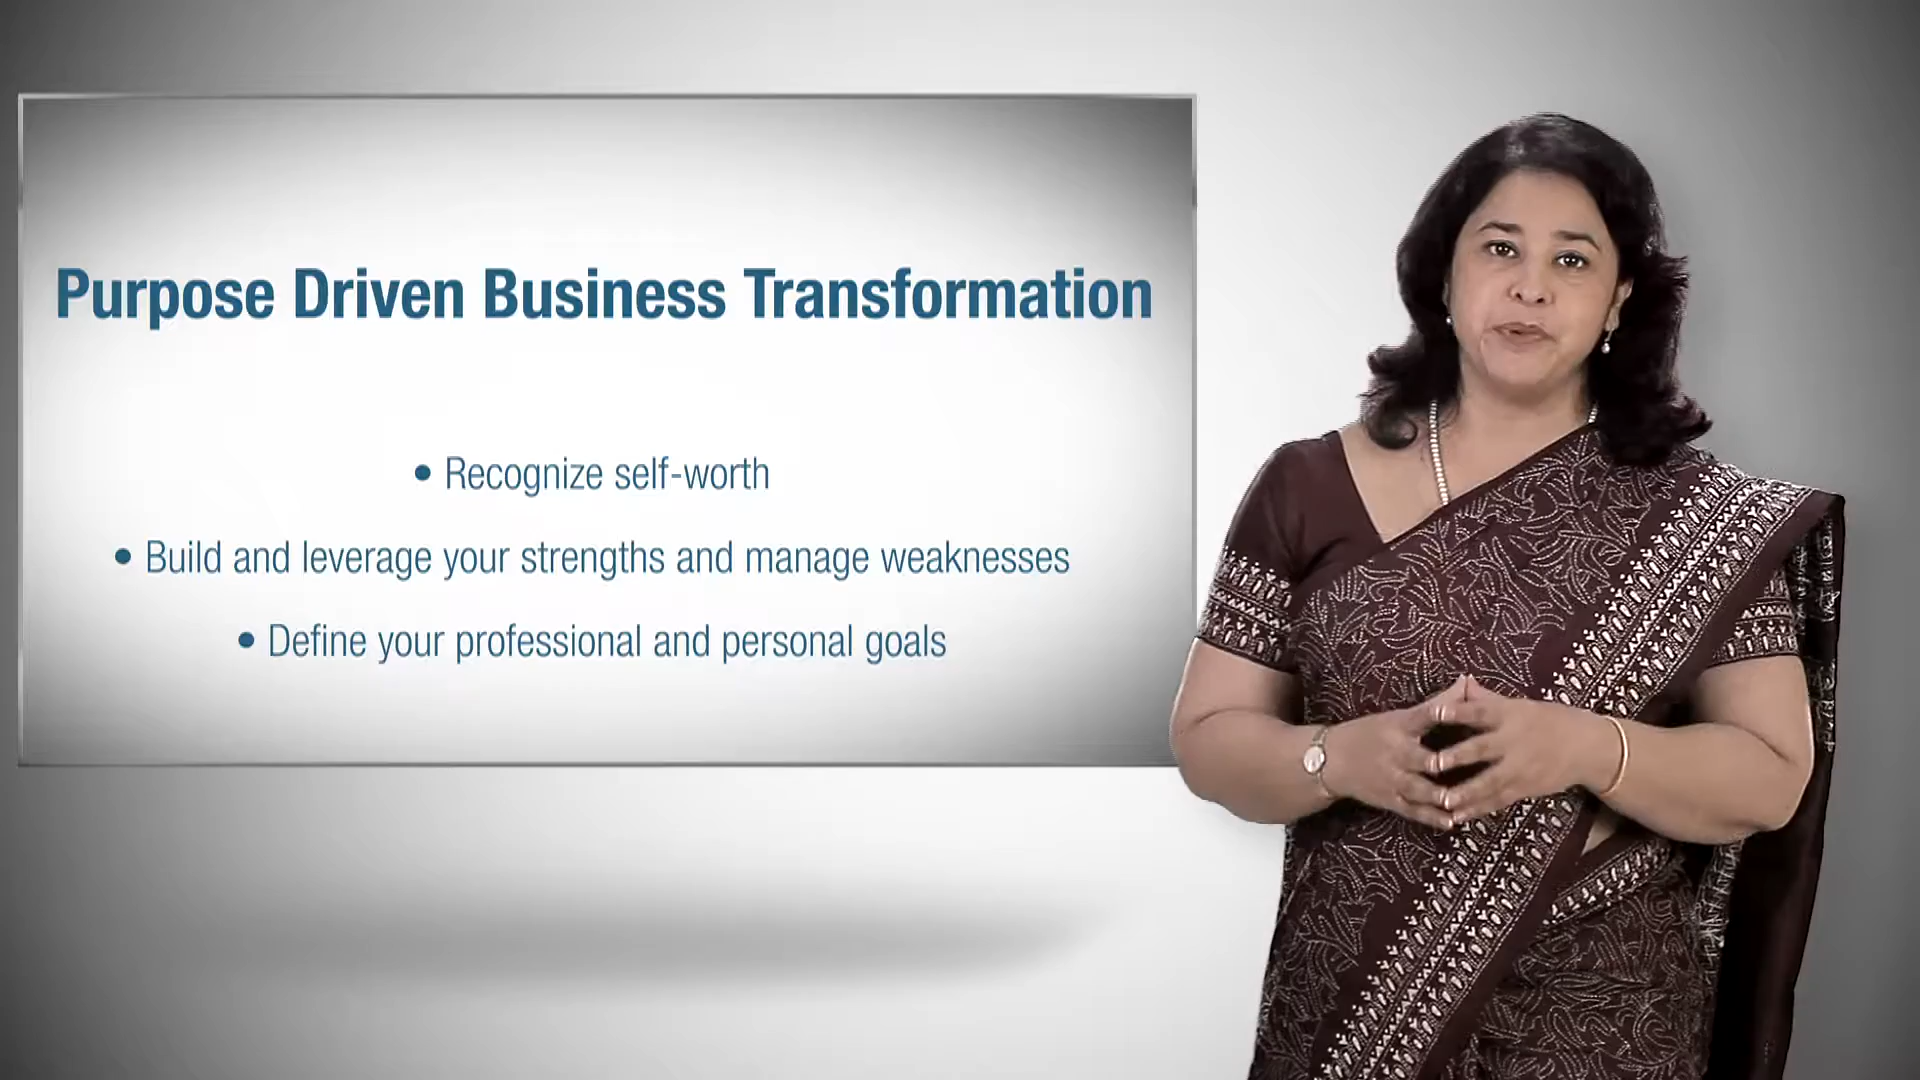 Purpose Driven Business Transformation
• Recognize self-worth
• Build and leverage your strengths and manage weaknesses
• Define your professional and personal goals